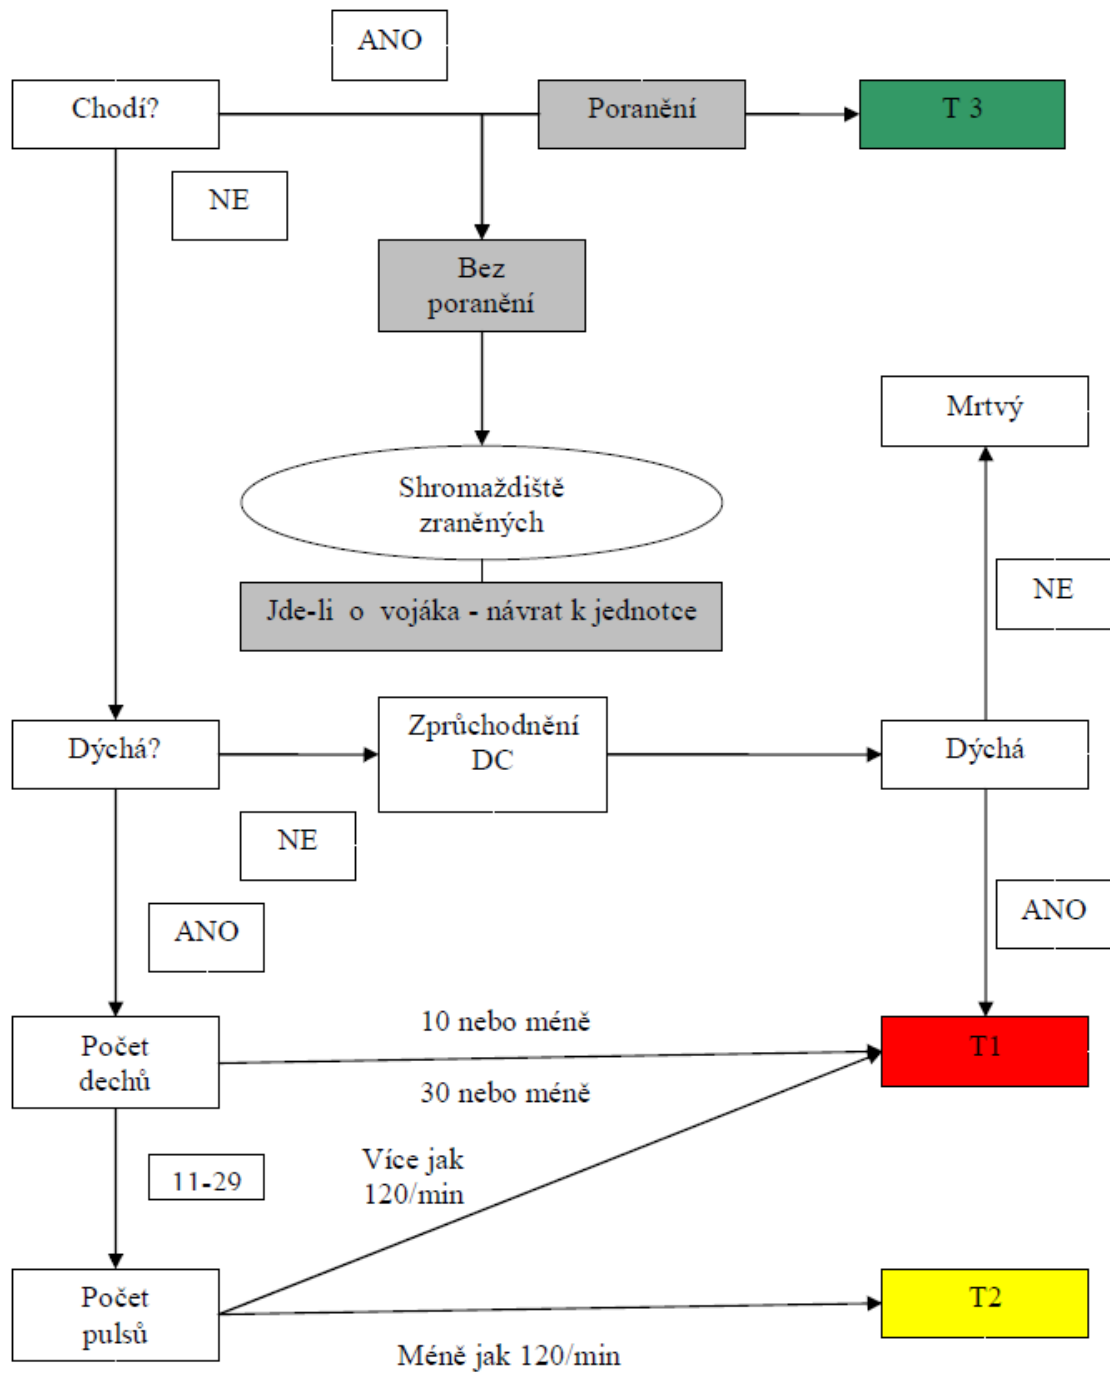 ANO
Chodí?
Poranění
T 3
NE
Bez
poranění
Mrtvý
Shromaždiště
zraněných
NE
Jde-li o vojáka - návrat k jednotce
Dýchá?
Zprůchodnění
DC
Dýchá
NE
ANO
ANO
Počet
dechů
10 nebo méně
30 nebo méně
T1
11-29
Více jak
120/min
Počet
pulsů
T2
Méně jak 120/min